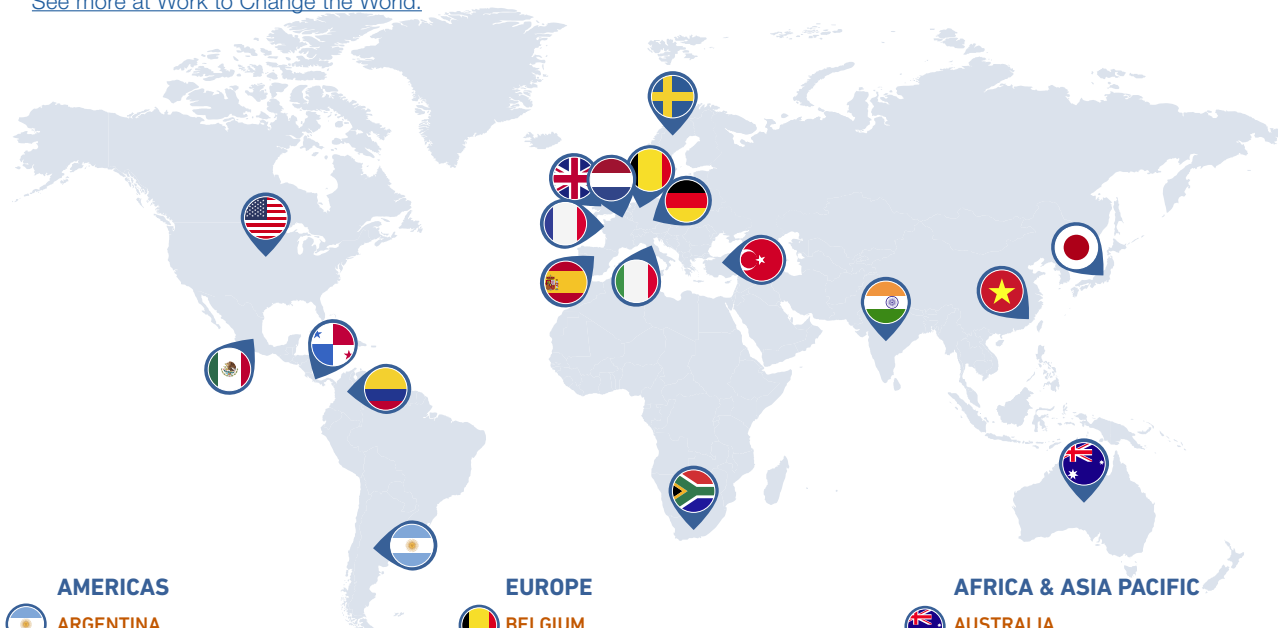 See more at Work to Change the World.
AMERICAS
EUROPE
AFRICA & ASIA PACIFIC
ARGENTINA
BELGIUM
AUSTRALIA